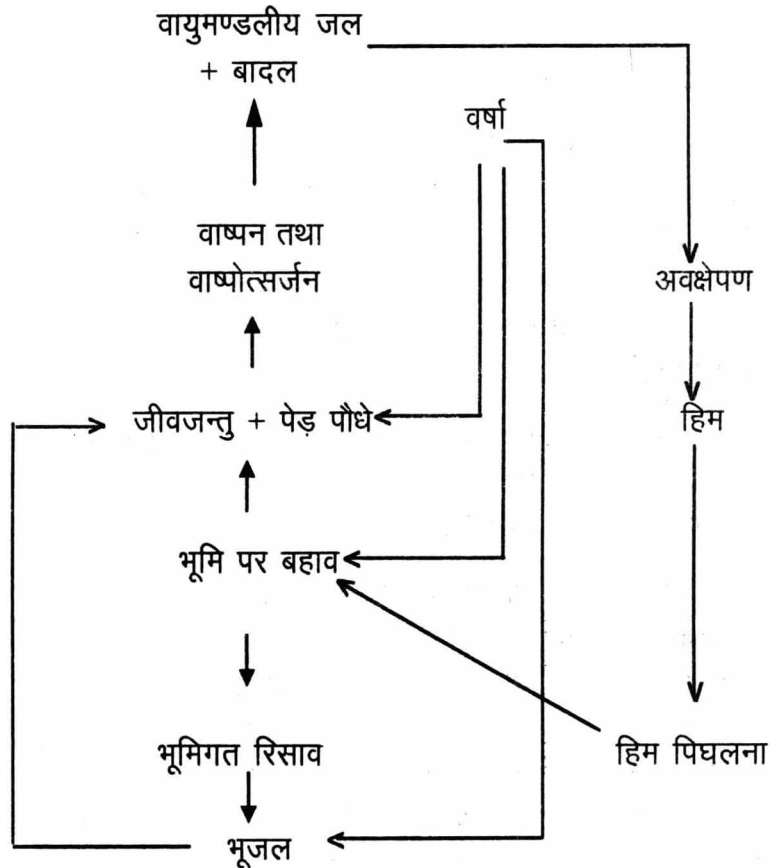 वायुमण्डलीय जल
+ बादल
वर्षा
वाष्पन तथा
वाष्पोत्सर्जन
अवक्षेपण
जीवजन्तु + पेड़ पौधे
हिम
भूमि पर बहाव
भूमिगत रिसाव
हिम पिघलना
भूजल